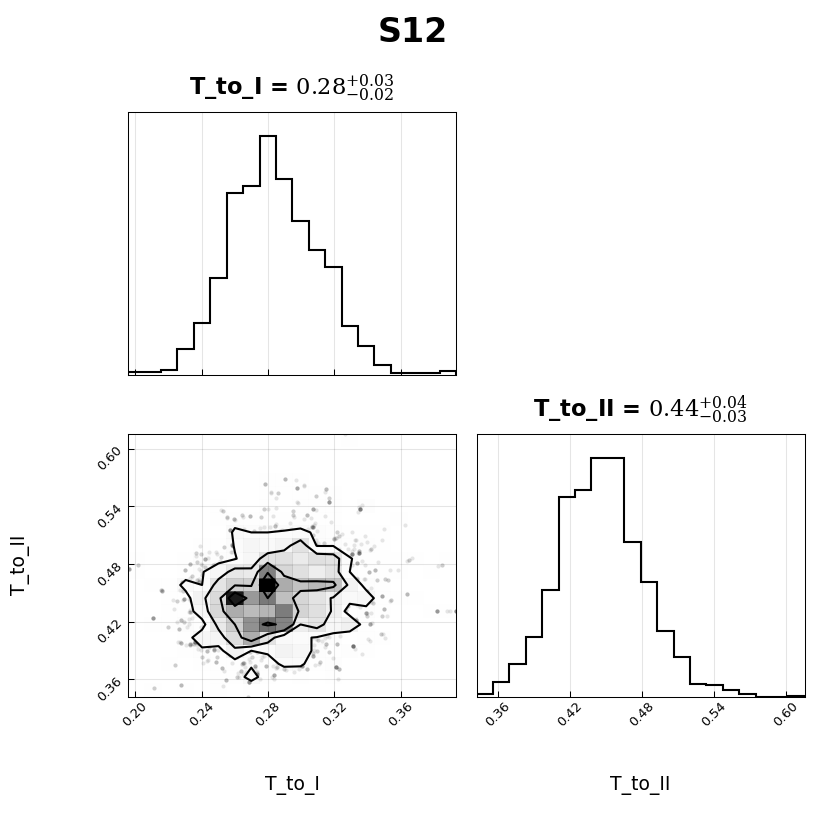 S12
T_to_I = 0.28+0.03 −0.02
T_to_II = 0.44+0.04 −0.03
T_to_II
0.60
0.54
0.48
0.42
0.36
0.20 0.24 0.28 0.32 0.36
0.36 0.42 0.48 0.54 0.60
T_to_I
T_to_II